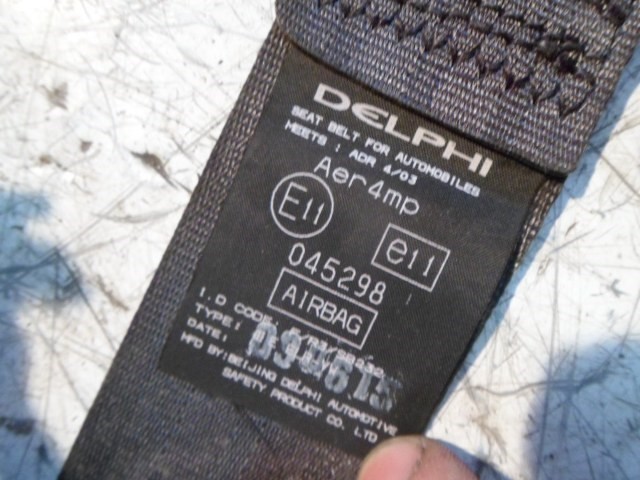 DELPHI
SEAT BELT FOR AUTOMOBILES
MEETS : ADR 4/03
Aer4mp
E11 e11
045298
AIRBAG
I.D CODE:
TYPE:
DATE:
MFD BY:BEIJING DELPHI AUTOMOTIVE
SAFETY PRODUCT CO. LTD